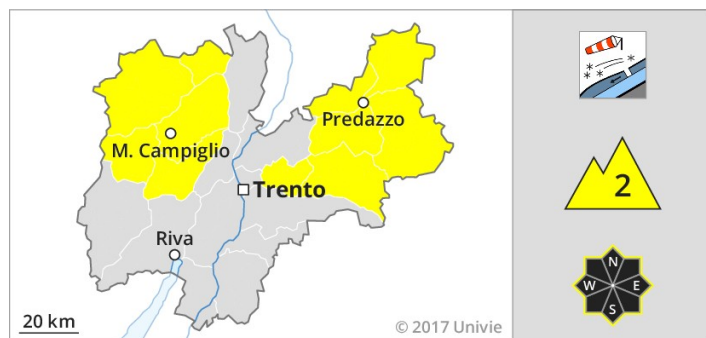 Predazzo
M. Campiglio
Trento
Riva
20 km
© 2017 Univie
2
N
W E
S